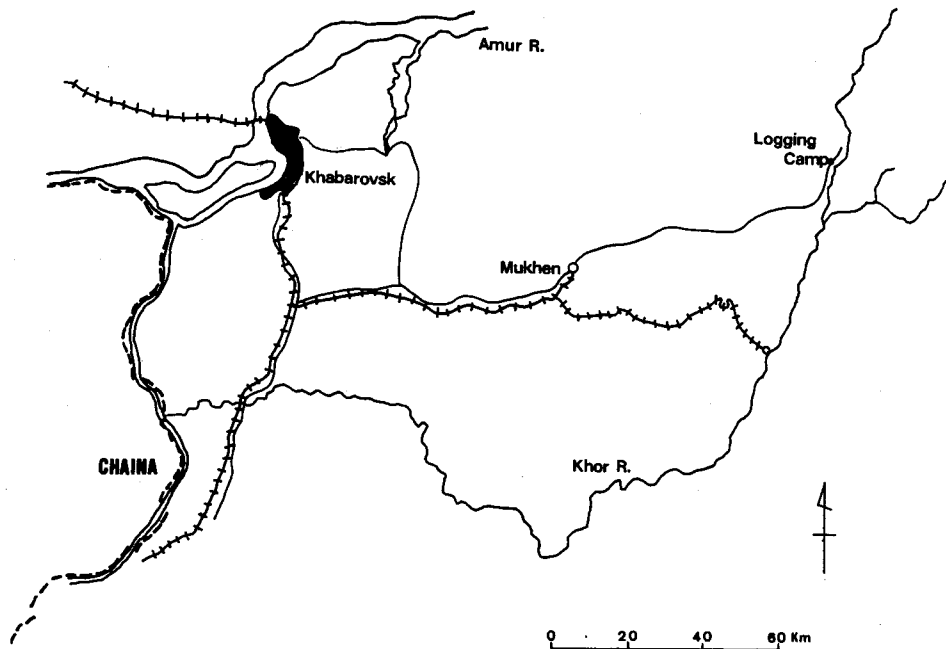 Amur R.
Logging
Camp
Khabarovsk
Mukhen
CHAINA
Khor R.
0 20 40 60 Km